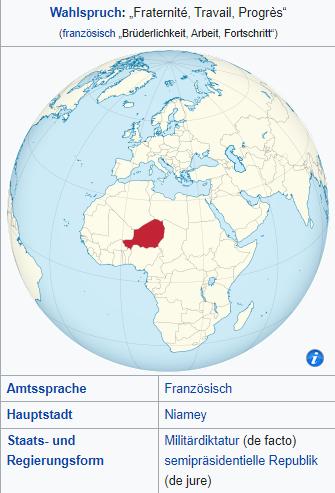 Wahlspruch: „Fraternité, Travail, Progrès“
(französisch „Brüderlichkeit, Arbeit, Fortschritt“)
i
Amtssprache Französisch
Hauptstadt Niamey
Staats- und Regierungsform Militärdiktatur (de facto)
semipräsidentielle Republik
(de jure)